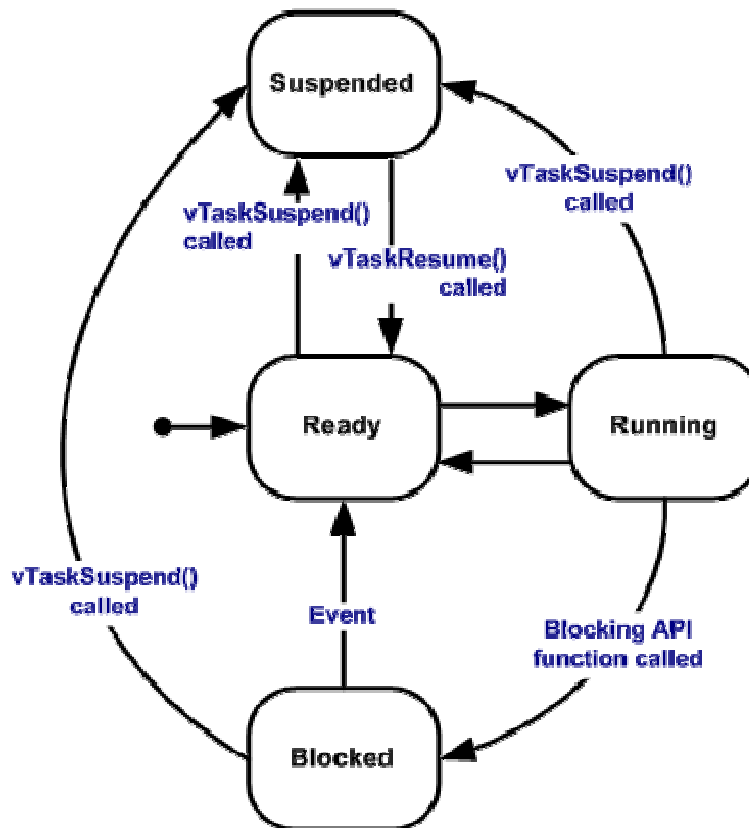 Suspended
vTaskSuspend()
called
vTaskSuspend()
called
vTaskResume()
called
Ready
Running
vTaskSuspend()
called
Event
Blocking API
function called
Blocked